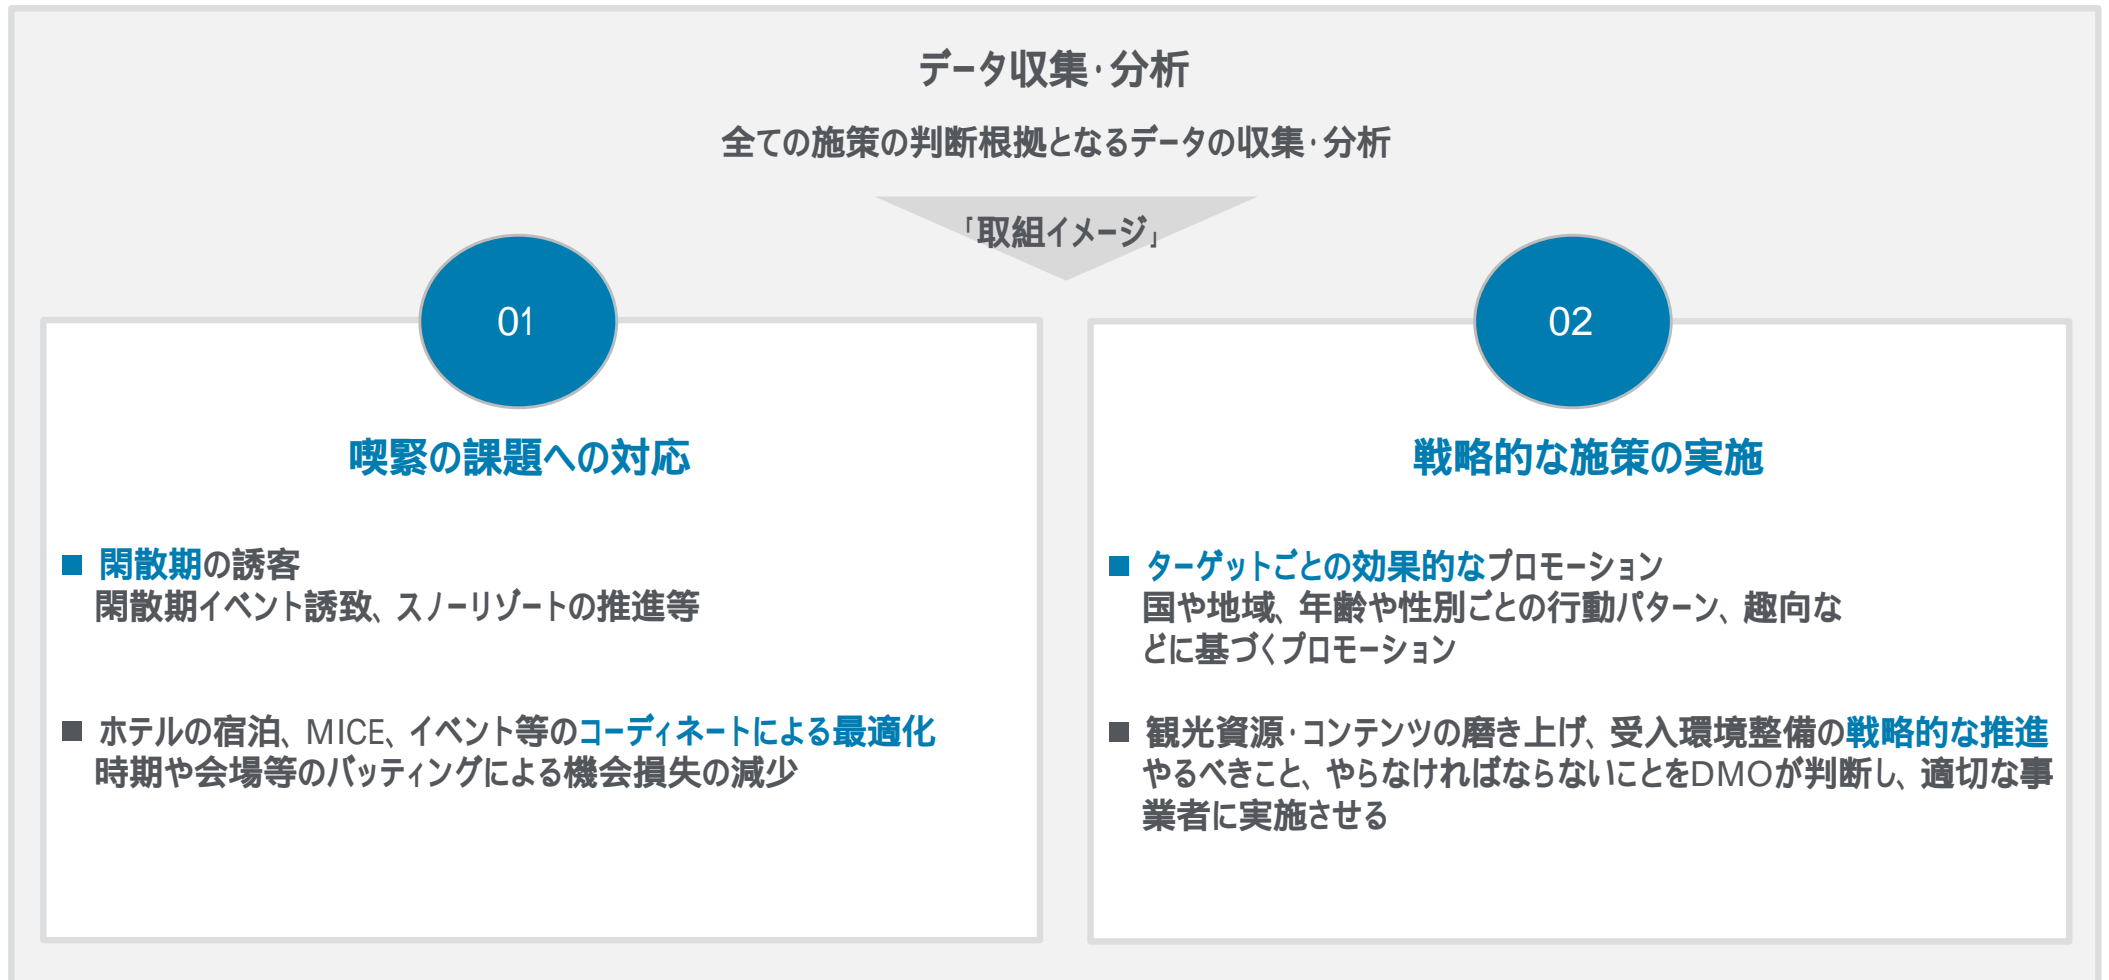 データ収集・分析
全ての施策の判断根拠となるデータの収集・分析
「取組イメージ」
01
喫緊の課題への対応
■ 閑散期の誘客
閑散期イベント誘致、スノーリゾートの推進等
■ ホテルの宿泊、MICE、イベント等のコーディネートによる最適化
時期や会場等のバッティングによる機会損失の減少
02
戦略的な施策の実施
■ ターゲットごとの効果的なプロモーション
国や地域、年齢や性別ごとの行動パターン、趣向な
どに基づくプロモーション
■ 観光資源・コンテンツの磨き上げ、受入環境整備の戦略的な推進
やるべきこと、やらなければならないことをDMOが判断し、適切な事
業者に実施させる